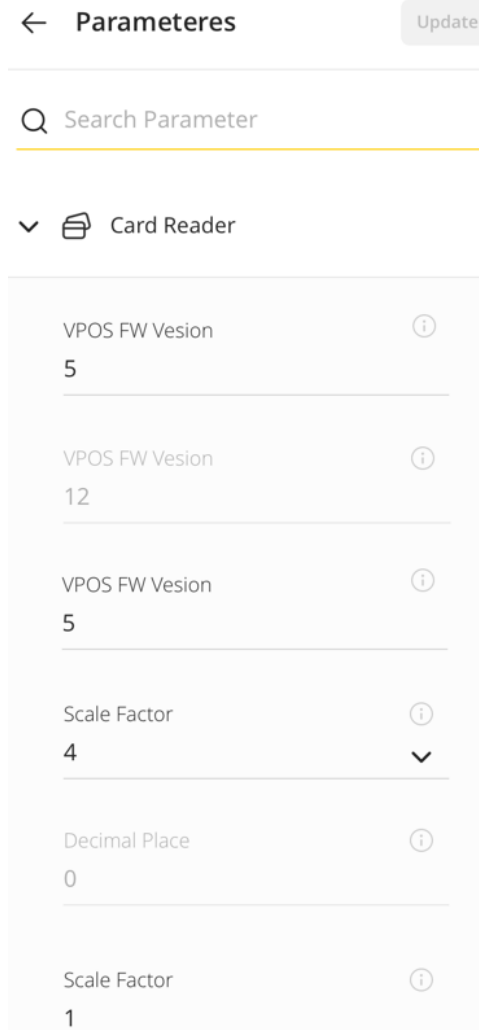 Parameteres
Update
Search Parameter
Card Reader
VPOS FW Vesion
5
VPOS FW Vesion
12
VPOS FW Vesion
5
Scale Factor
4
Decimal Place
0
Scale Factor
1